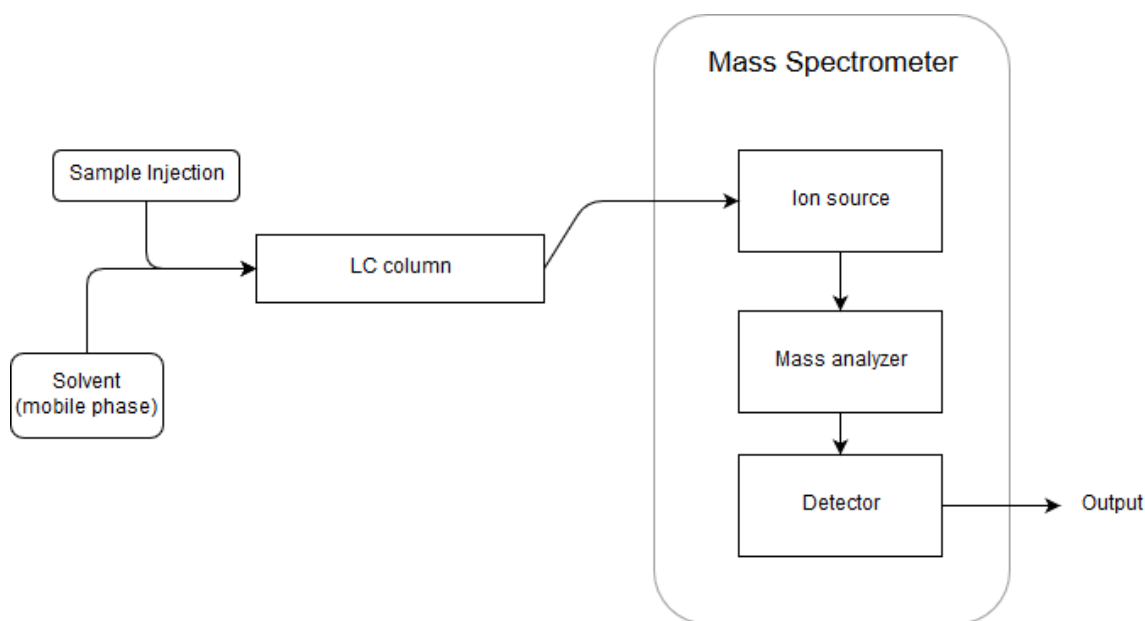 Mass Spectrometer
Sample Injection
Ion source
LC column
Mass analyzer
Solvent
(mobile phase)
Detector
Output